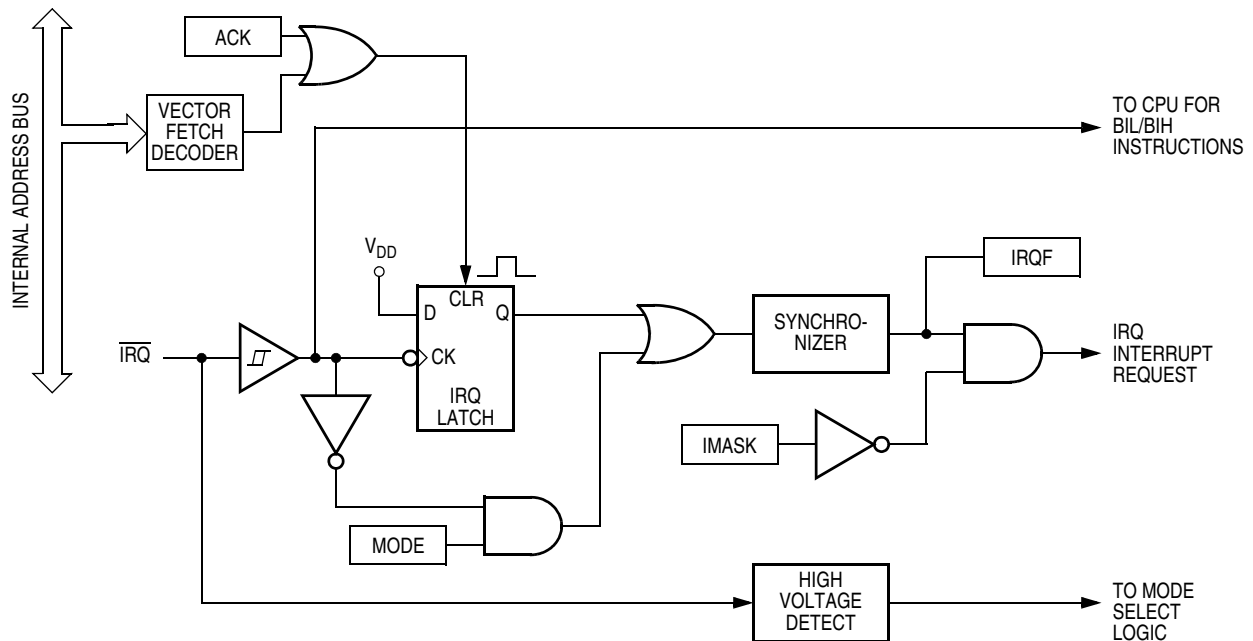 INTERNAL ADDRESS BUS
ACK
VECTOR
FETCH
DECODER
TO CPU FOR
BIL/BIH
INSTRUCTIONS
VDD
CLR
D
Q
CK
IRQ
LATCH
IRQ
SYNCHRO-
NIZER
IRQF
IRQ
INTERRUPT
REQUEST
IMASK
MODE
HIGH
VOLTAGE
DETECT
TO MODE
SELECT
LOGIC